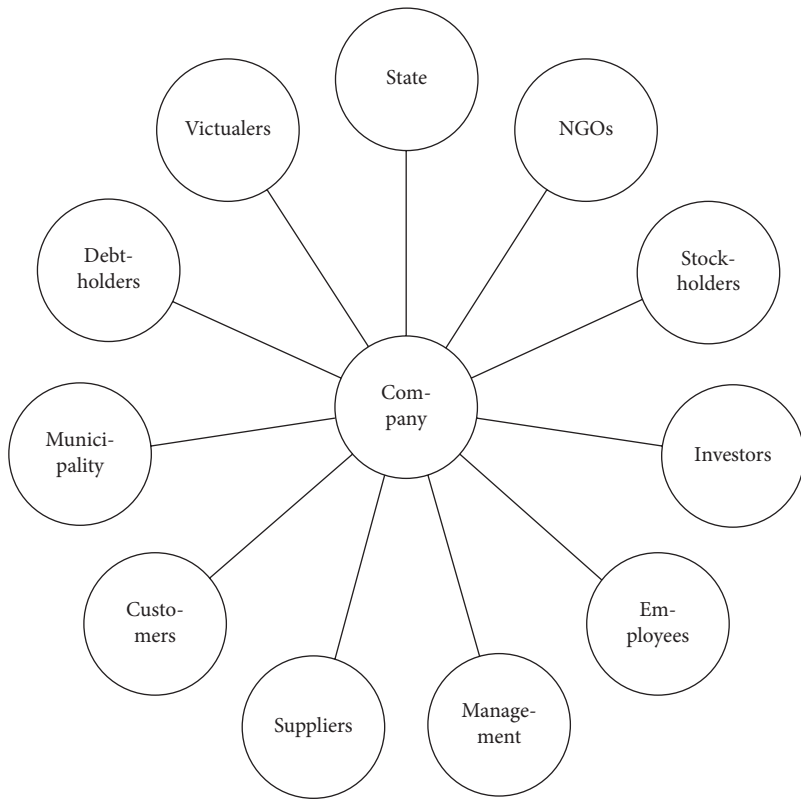 State
Victualers
NGOs
Debt-
holders
Stock-
holders
Com-
pany
Munici-
pality
Investors
Custo-
mers
Em-
ployees
Suppliers
Manage-
ment